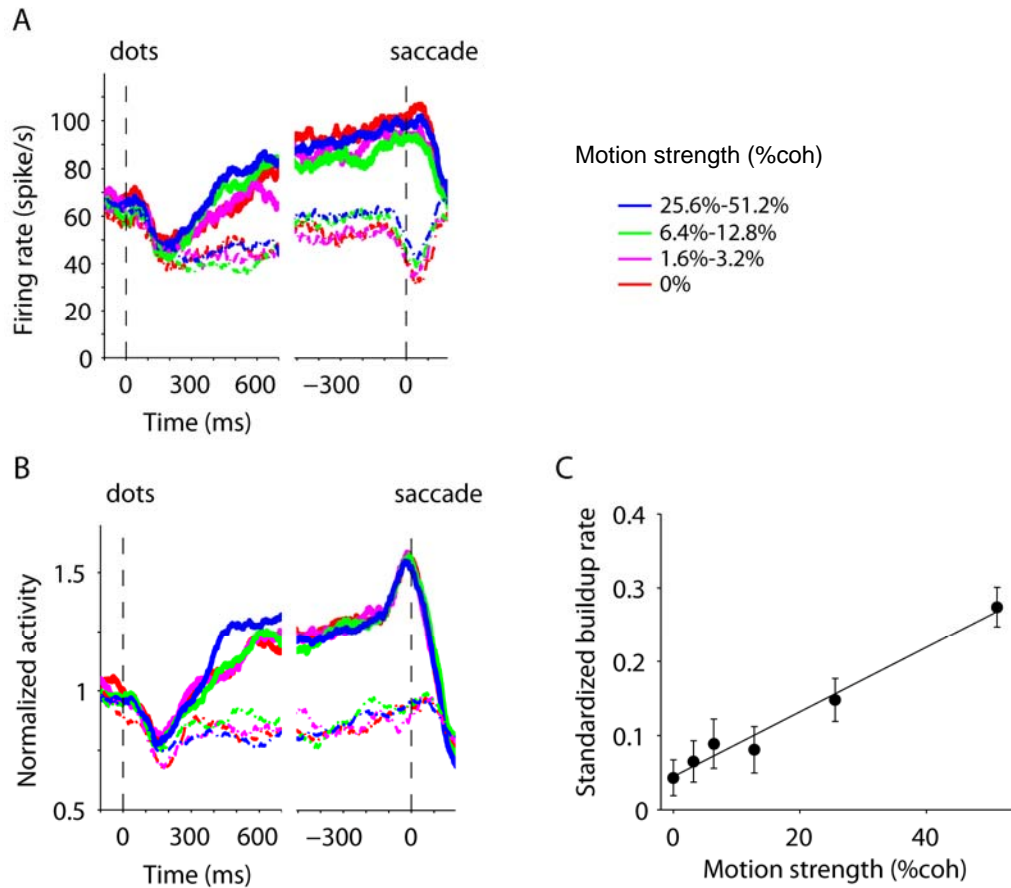 A
dots
saccade
Firing rate (spike/s)
100
80
60
40
20
0
0 300 600
−300 0
Time (ms)
Motion strength (%coh)
25.6%-51.2%
6.4%-12.8%
1.6%-3.2%
0%
B
dots
saccade
Normalized activity
1.5
1
0.5
0 300 600
−300 0
Time (ms)
C
Standardized buildup rate
0.4
0.3
0.2
0.1
0
0 20 40
Motion strength (%coh)